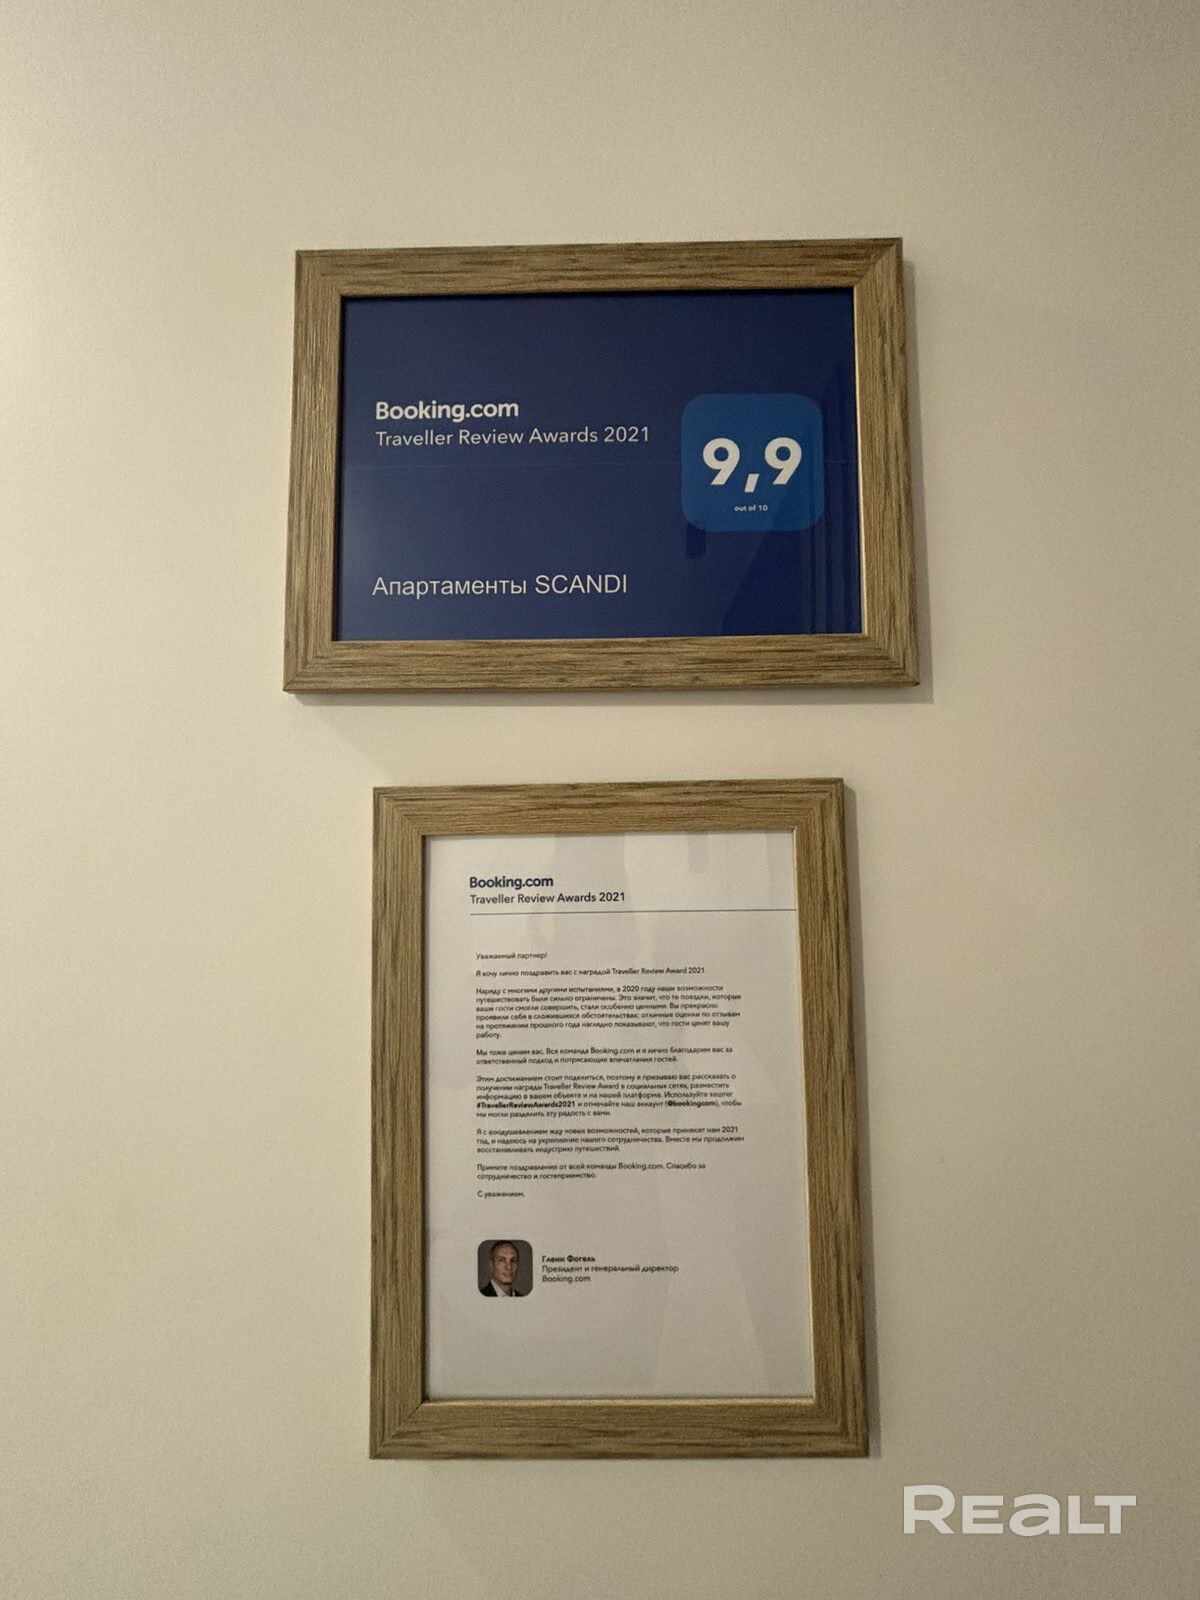 Booking.com
Traveller Review Awards 2021
9,9
out of 10
Апартаменты SCANDI
Booking.com
Traveller Review Awards 2021
Уважаемый партнер!
Я хочу лично поздравить вас с наградой Traveller Review Award 2021.
Наряду с многими другими испытаниями, в 2020 году наши возможности
путешествовать были сильно ограничены. Это значит, что те поездки, которые
ваши гости смогли совершить, стали особенно ценными. Вы прекрасно
проявили себя в сложившихся обстоятельствах: отличные оценки по отзывам
на протяжении прошлого года наглядно показывают, что гости ценят вашу
работу.
Мы тоже ценим вас. Вся команда Booking.com и я лично благодарим вас за
ответственный подход и потрясающие впечатления гостей.
Этим достижением стоит поделиться, поэтому я призываю вас рассказать о
получении награды Traveller Review Award в социальных сетях, разместить
информацию в вашем объекте и на нашей платформе. Используйте хештег
#TravellerReviewAwards2021 и отмечайте наш аккаунт (@bookingcom), чтобы
мы могли разделить эту радость с вами.
Я с воодушевлением жду новых возможностей, которые принесет нам 2021
год, и надеюсь на укрепление нашего сотрудничества. Вместе мы продолжим
восстанавливать индустрию путешествий.
Примите поздравления от всей команды Booking.com. Спасибо за
сотрудничество и гостеприимство.
С уважением,
Гленн Фогель
Президент и генеральный директор
Booking.com
REALT